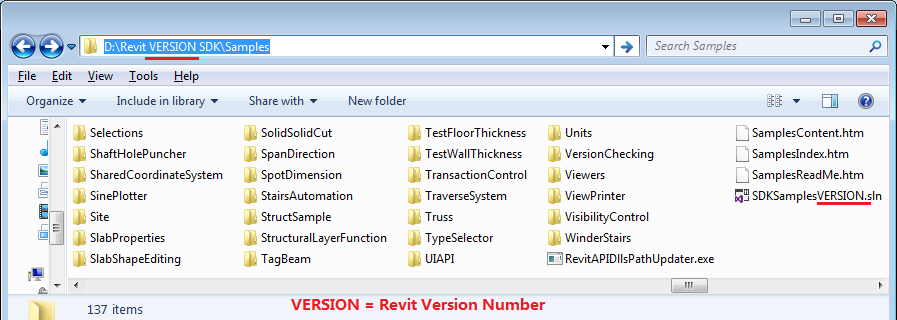 D:\Revit VERSION SDK\Samples
Search Samples
File Edit View Tools Help
Organize Include in library Share with New folder
Selections
ShaftHolePuncher
SharedCoordinateSystem
SinePlotter
Site
SlabProperties
SlabShapeEditing
SolidSolidCut
SpanDirection
SpotDimension
StairsAutomation
StructSample
StructuralLayerFunction
TagBeam
TestFloorThickness
TestWallThickness
TransactionControl
TraverseSystem
Truss
TypeSelector
UIAPI
Units
VersionChecking
Viewers
ViewPrinter
VisibilityControl
WinderStairs
RevitAPIDllsPathUpdater.exe
SamplesContent.htm
SamplesIndex.htm
SamplesReadMe.htm
SDKSamplesVERSION.sln
137 items
VERSION = Revit Version Number